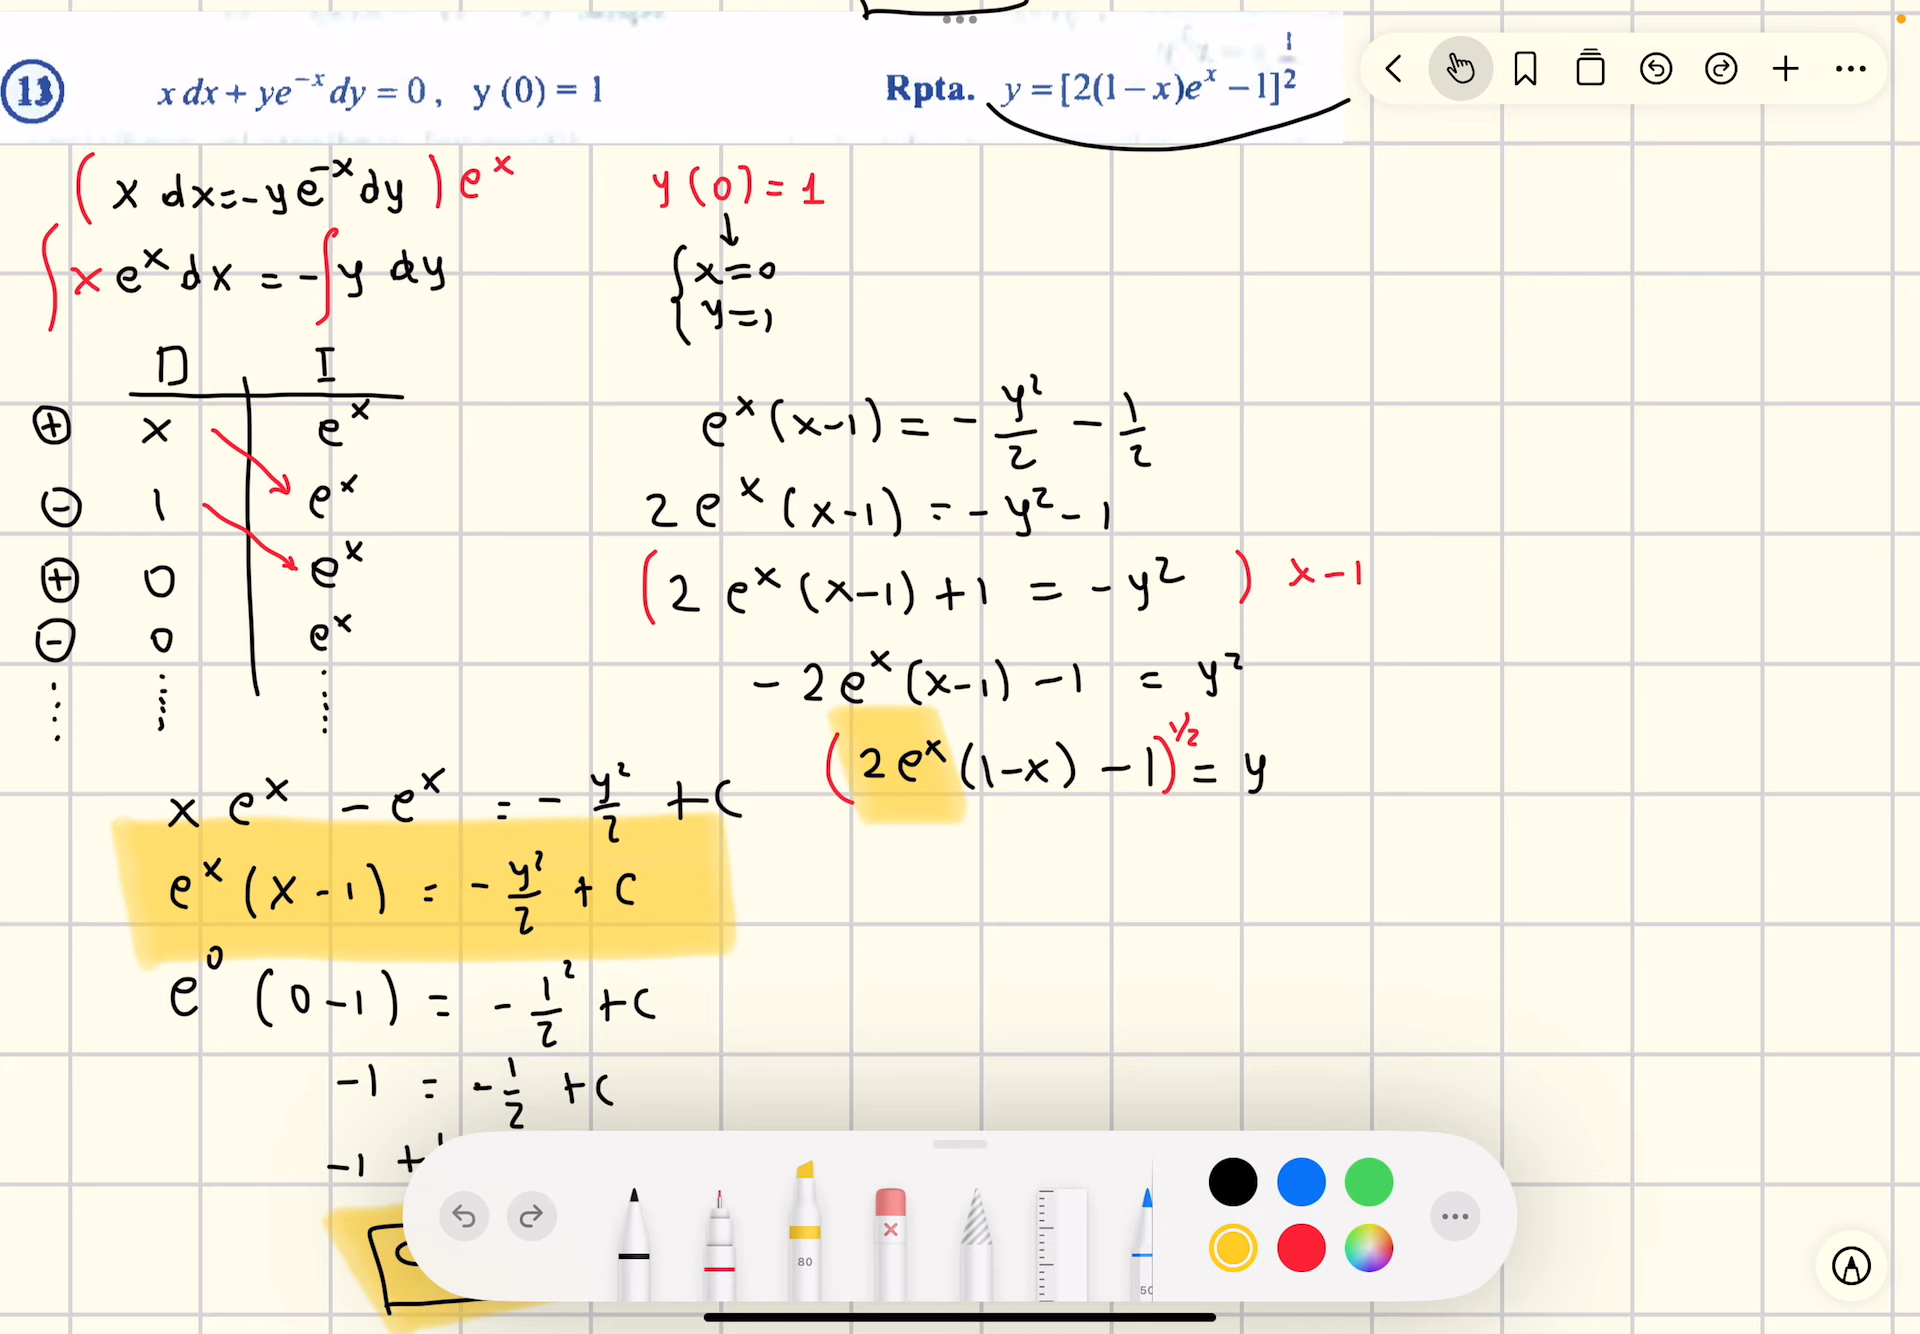 13 x dx + ye^{-x} dy = 0, y (0) = 1 Rpta. y = [2(1 – x)e^x – 1]^{1/2}
( x dx = - y e^{-x} dy ) e^x
∫ x e^x dx = - ∫ y dy
D I
⊕ x e^x
⊖ 1 e^x
⊕ 0 e^x
⊖ 0 e^x
x e^x - e^x = - y²/2 + C
e^x (x - 1) = - y²/2 + C
e^0 (0 - 1) = - 1²/2 + C
-1 = - 1/2 + C
-1 +
y (0) = 1
↓
{ x = 0
y = 1
e^x (x-1) = - y²/2 - 1/2
2 e^x (x-1) = - y² - 1
( 2 e^x (x-1) + 1 = - y² ) x - 1
- 2 e^x (x-1) - 1 = y²
( 2 e^x (1-x) - 1 )^{1/2} = y
80
50